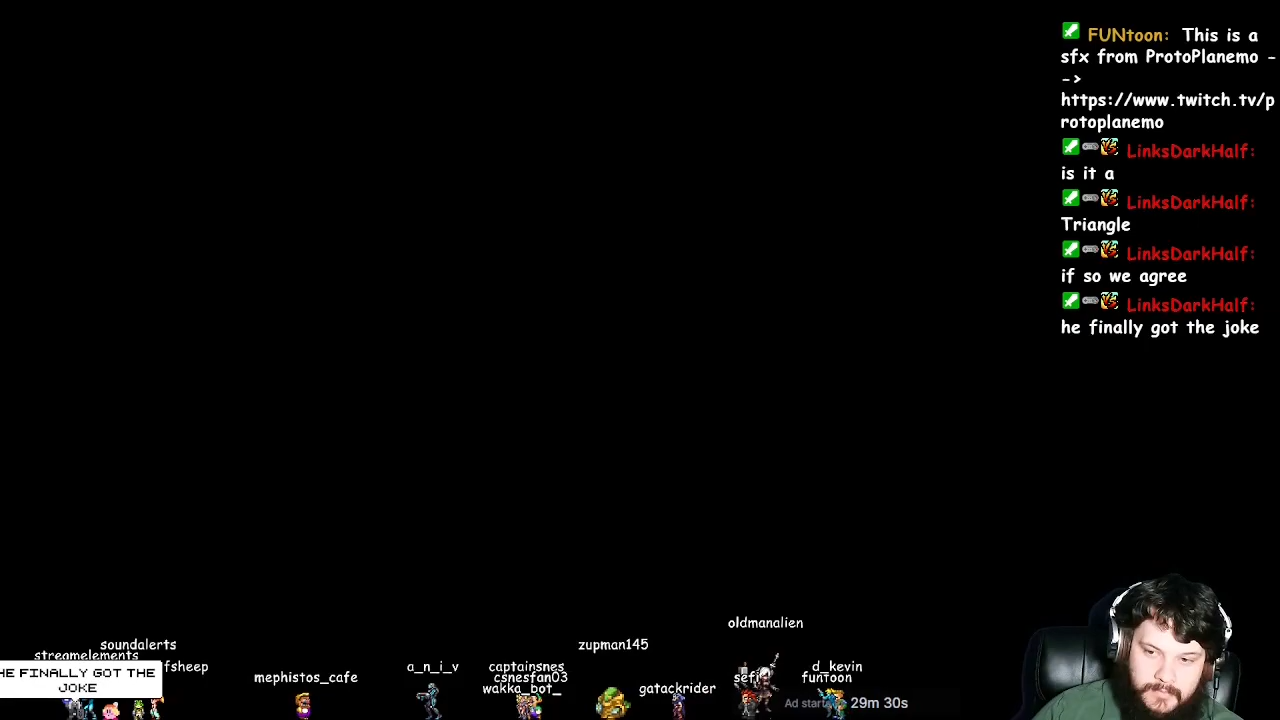 FUNtoon: This is a
sfx from ProtoPlanemo -
->
https://www.twitch.tv/p
rotoplanemo
LinksDarkHalf:
is it a
LinksDarkHalf:
Triangle
LinksDarkHalf:
if so we agree
LinksDarkHalf:
he finally got the joke
oldmanalien
soundalerts
zupman145
streamelements
fsheep
a_n_i_v
captainsnes
d_kevin
HE FINALLY GOT THE
JOKE
mephistos_cafe
csnesfan03
funtoon
wakka_bot_
gatackrider
29m 30s